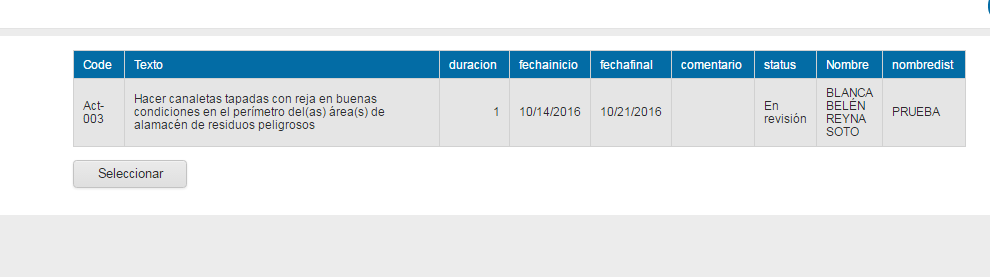 Code Texto duracion fechainicio fechafinal comentario status Nombre nombredist
Act-
003
Hacer canaletas tapadas con reja en buenas
condiciones en el perímetro del(as) área(s) de
alamacén de residuos peligrosos
1
10/14/2016
10/21/2016
En
revisión
BLANCA
BELÉN
REYNA
SOTO
PRUEBA
Seleccionar